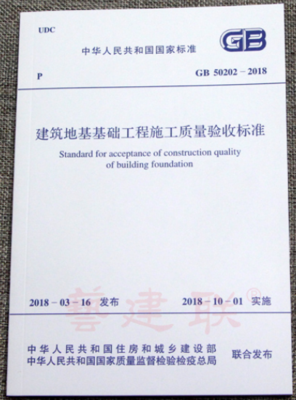 UDC
中华人民共和国国家标准
GB
P
GB 50202-2018
建筑地基基础工程施工质量验收标准
Standard for acceptance of construction quality
of building foundation
2018-03-16 发布
2018-10-01 实施
藝建联
中华人民共和国住房和城乡建设部
中华人民共和国国家质量监督检验检疫总局
联合发布